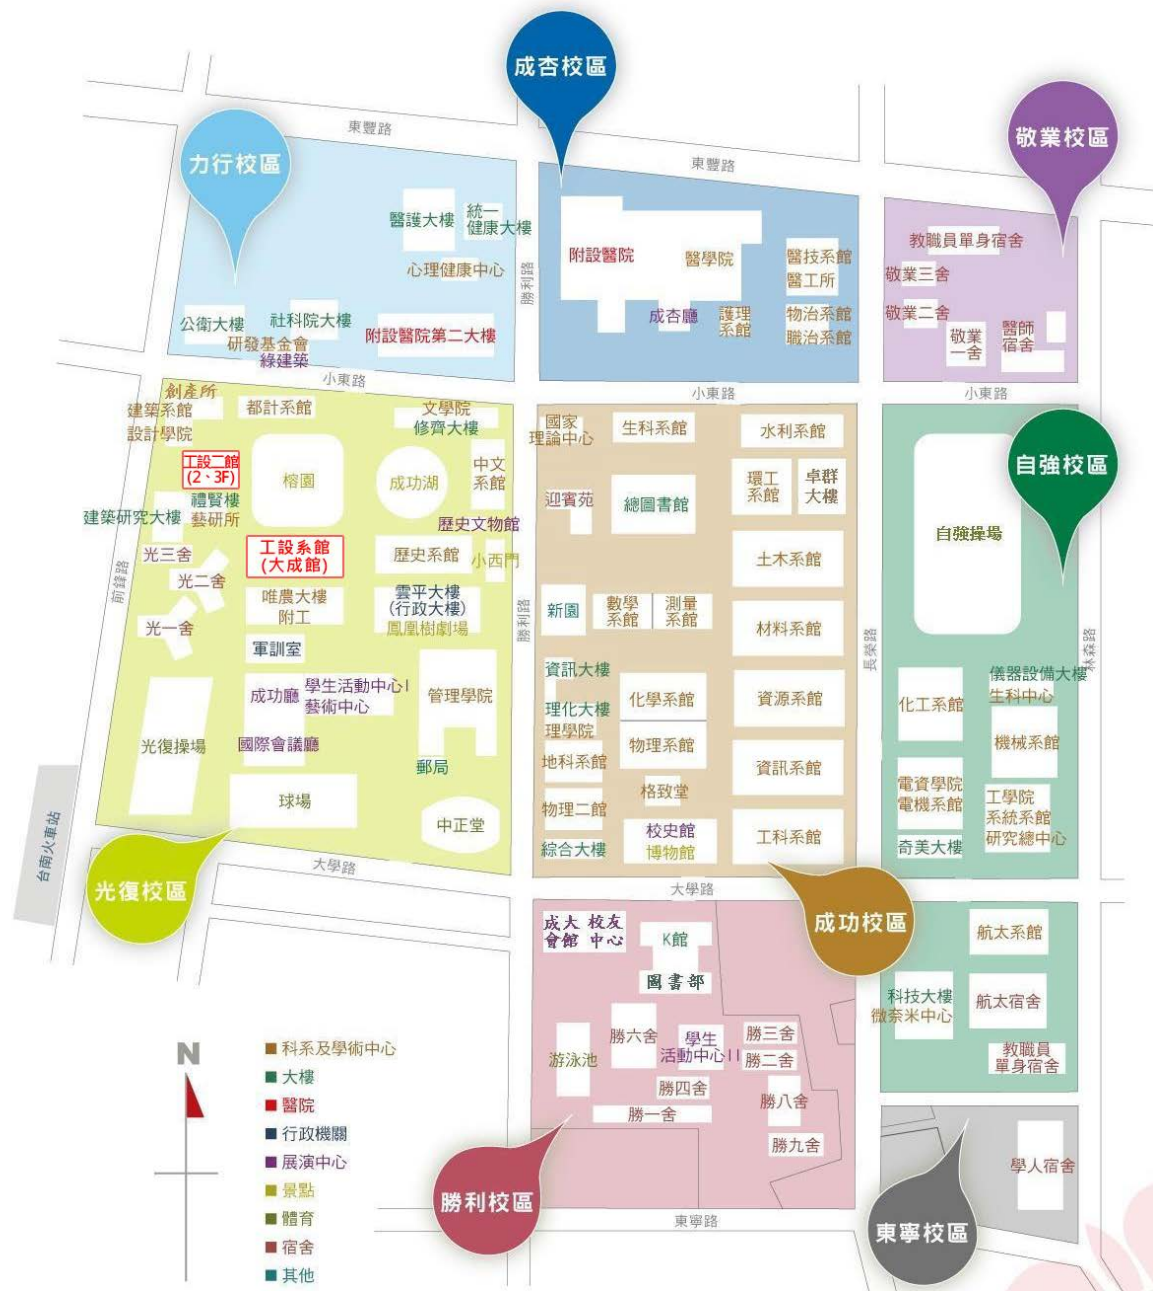 成杏校區
力行校區
敬業校區
東豐路
東豐路
醫護大樓
統一
健康大樓
心理健康中心
公衛大樓
社科院大樓
研發基金會
綠建築
附設醫院第二大樓
勝利路
附設醫院
醫學院
醫技系館
醫工所
成杏廳
護理
系館
物治系館
職治系館
教職員單身宿舍
敬業三舍
敬業二舍
敬業
一舍
醫師
宿舍
小東路
小東路
小東路
創產所
建築系館
設計學院
都計系館
文學院
修齊大樓
工設二館
(2、3F)
榕園
成功湖
中文
系館
禮賢樓
藝研所
建築研究大樓
歷史文物館
光三舍
工設系館
(大成館)
歷史系館
小西門
光二舍
唯農大樓
附工
雲平大樓
(行政大樓)
鳳凰樹劇場
光一舍
軍訓室
前鋒路
勝利路
成功廳
學生活動中心I
藝術中心
管理學院
光復操場
國際會議廳
郵局
球場
中正堂
台南火車站
大學路
光復校區
國家
理論中心
生科系館
水利系館
迎賓苑
總圖書館
環工
系館
卓群
大樓
土木系館
新園
數學
系館
測量
系館
材料系館
資訊大樓
理化大樓
理學院
化學系館
資源系館
地科系館
物理系館
資訊系館
物理二館
格致堂
綜合大樓
校史館
博物館
工科系館
長榮路
大學路
成功校區
自強校區
自強操場
林森路
化工系館
儀器設備大樓
生科中心
機械系館
電資學院
電機系館
工學院
系統系館
研究總中心
奇美大樓
航太系館
科技大樓
微奈米中心
航太宿舍
教職員
單身宿舍
成大
會館
校友
中心
K館
圖書部
游泳池
勝六舍
學生
活動中心II
勝三舍
勝二舍
勝四舍
勝八舍
勝一舍
勝九舍
勝利校區
東寧路
學人宿舍
東寧校區
N
科系及學術中心
大樓
醫院
行政機關
展演中心
景點
體育
宿舍
其他